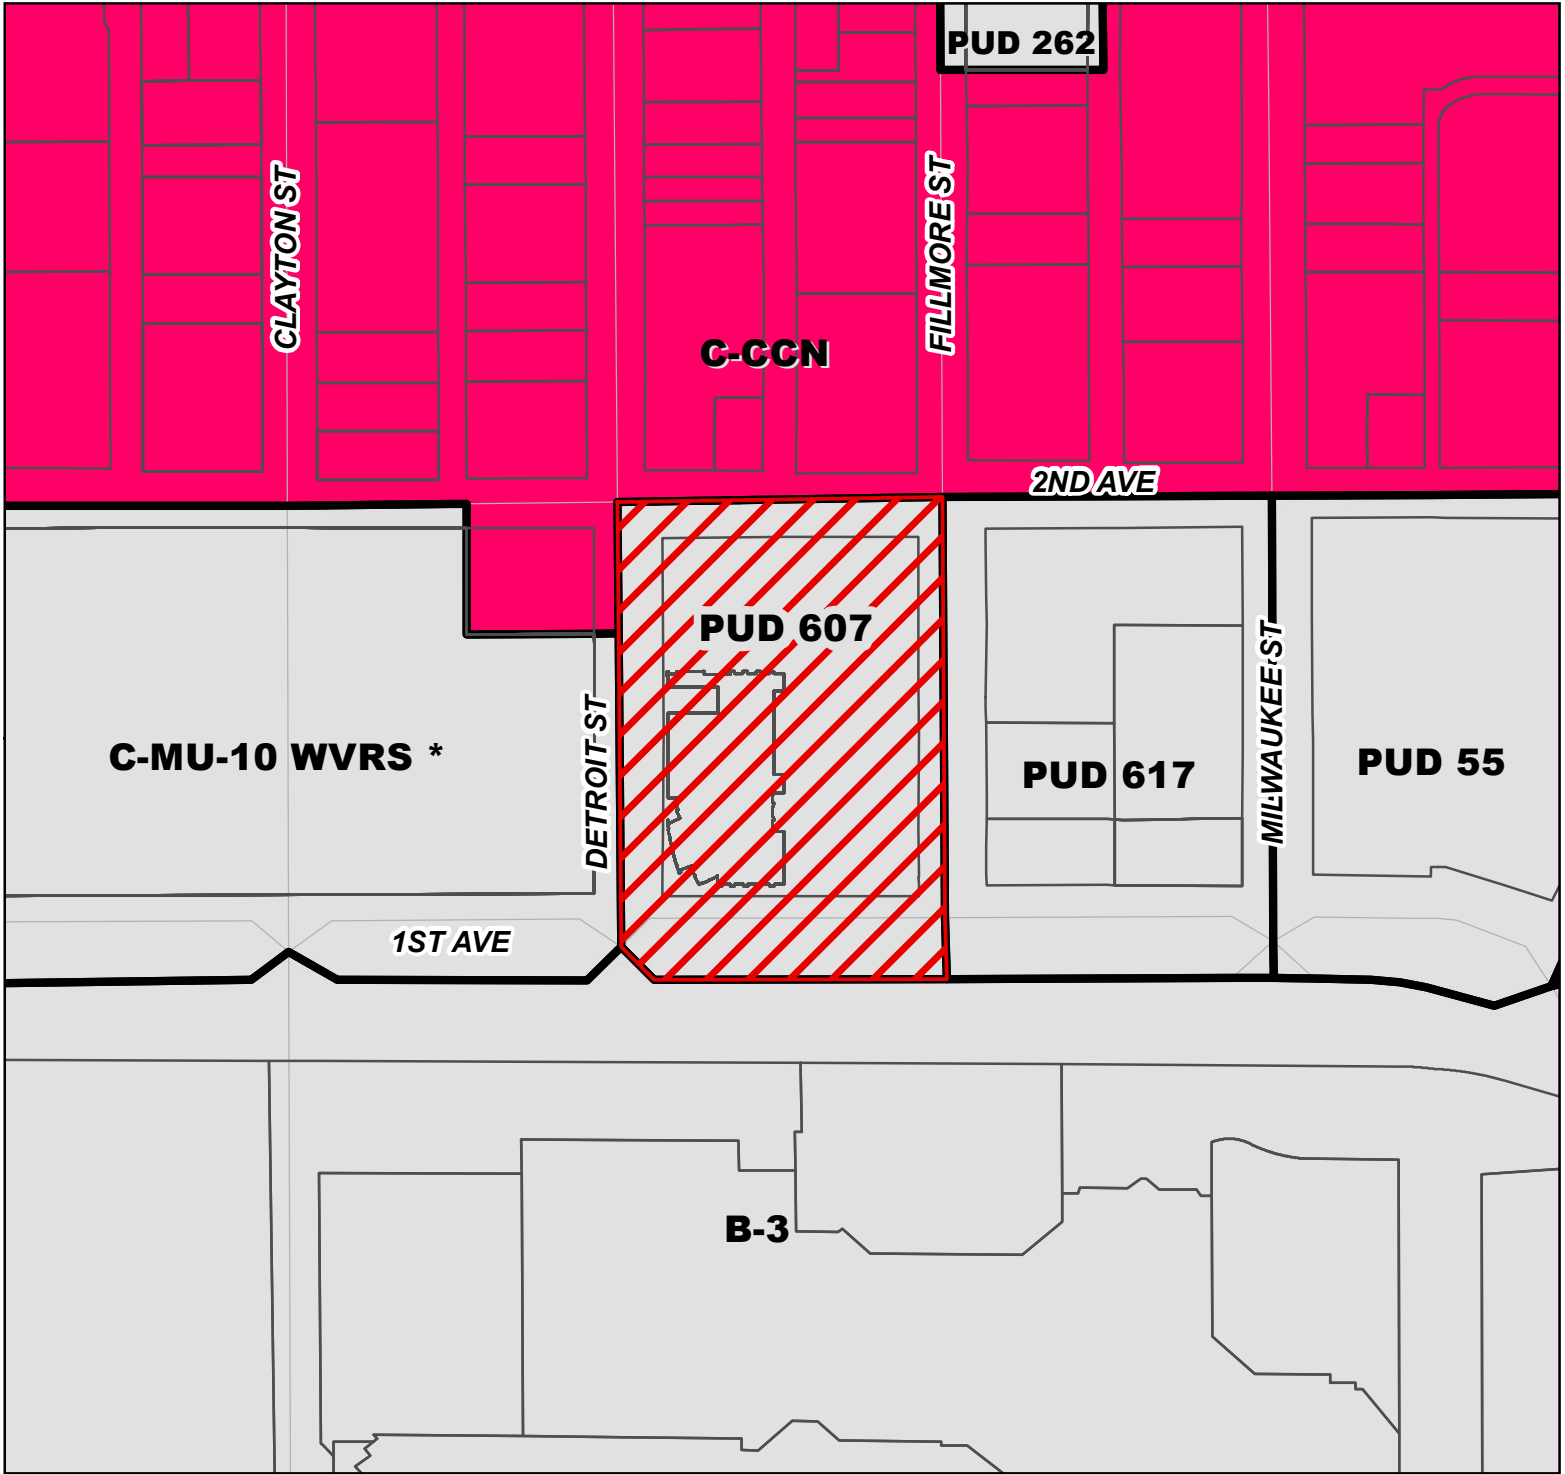 PUD 262
CLAYTON ST
FILLMORE ST
C-CCN
2ND AVE
PUD 607
DETROIT ST
C-MU-10 WVRS *
PUD 617
MILWAUKEE ST
PUD 55
1ST AVE
B-3